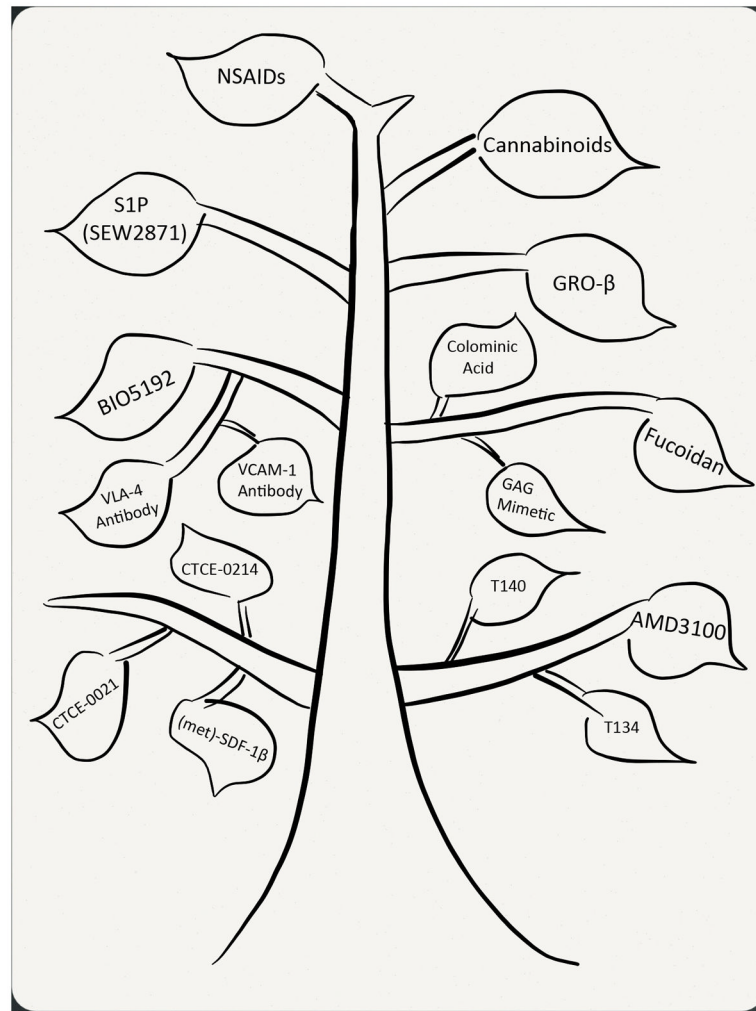 NSAIDs
Cannabinoids
S1P
(SEW2871)
GRO-β
Colominic
Acid
BIO5192
Fucoidan
VCAM-1
Antibody
VLA-4
Antibody
GAG
Mimetic
CTCE-0214
T140
AMD3100
CTCE-0021
(met)-SDF-1β
T134